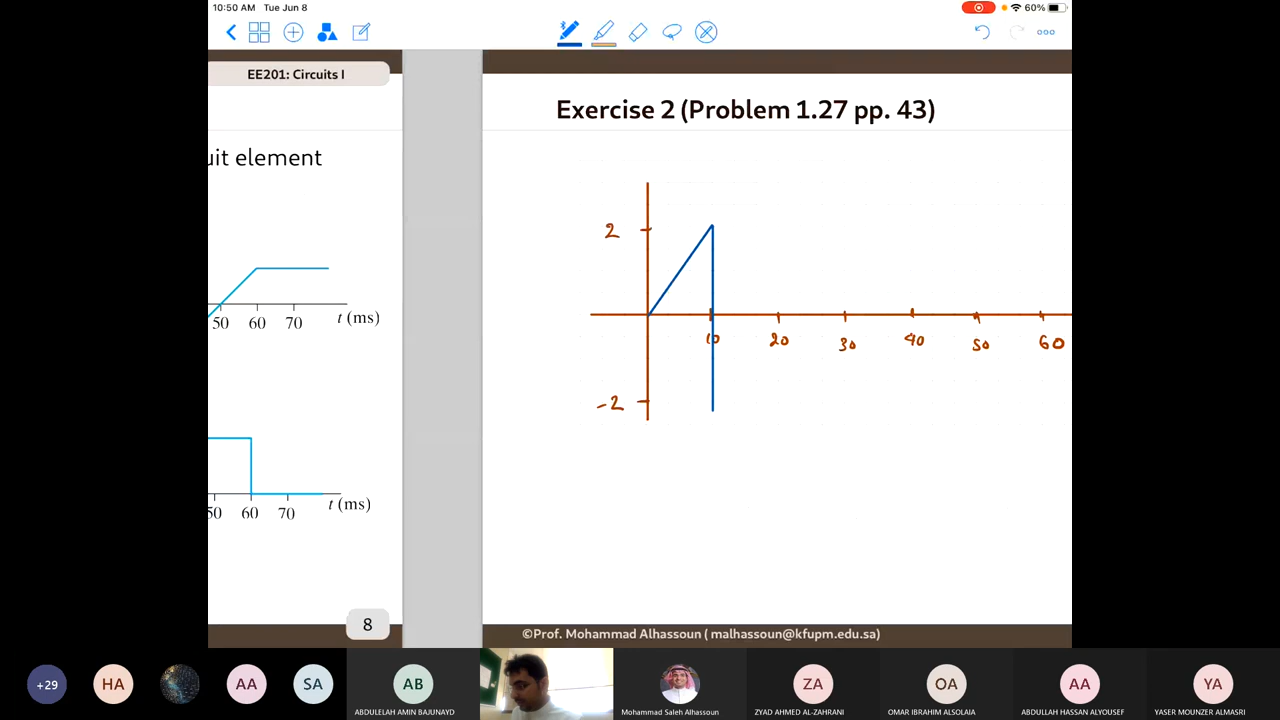 10:50 AM Tue Jun 8
60%
EE201: Circuits I
uit element
50 60 70 t (ms)
50 60 70 t (ms)
8
Exercise 2 (Problem 1.27 pp. 43)
2
10 20 30 40 50 60
-2
©Prof. Mohammad Alhassoun ( malhassoun@kfupm.edu.sa)
+29 HA AA SA AB ZA OA AA YA
ABDULELAH AMIN BAJUNAYD Mohammad Saleh Alhassoun ZYAD AHMED AL-ZAHRANI OMAR IBRAHIM ALSOLAIA ABDULLAH HASSAN ALYOUSEF YASER MOUNZER ALMASRI